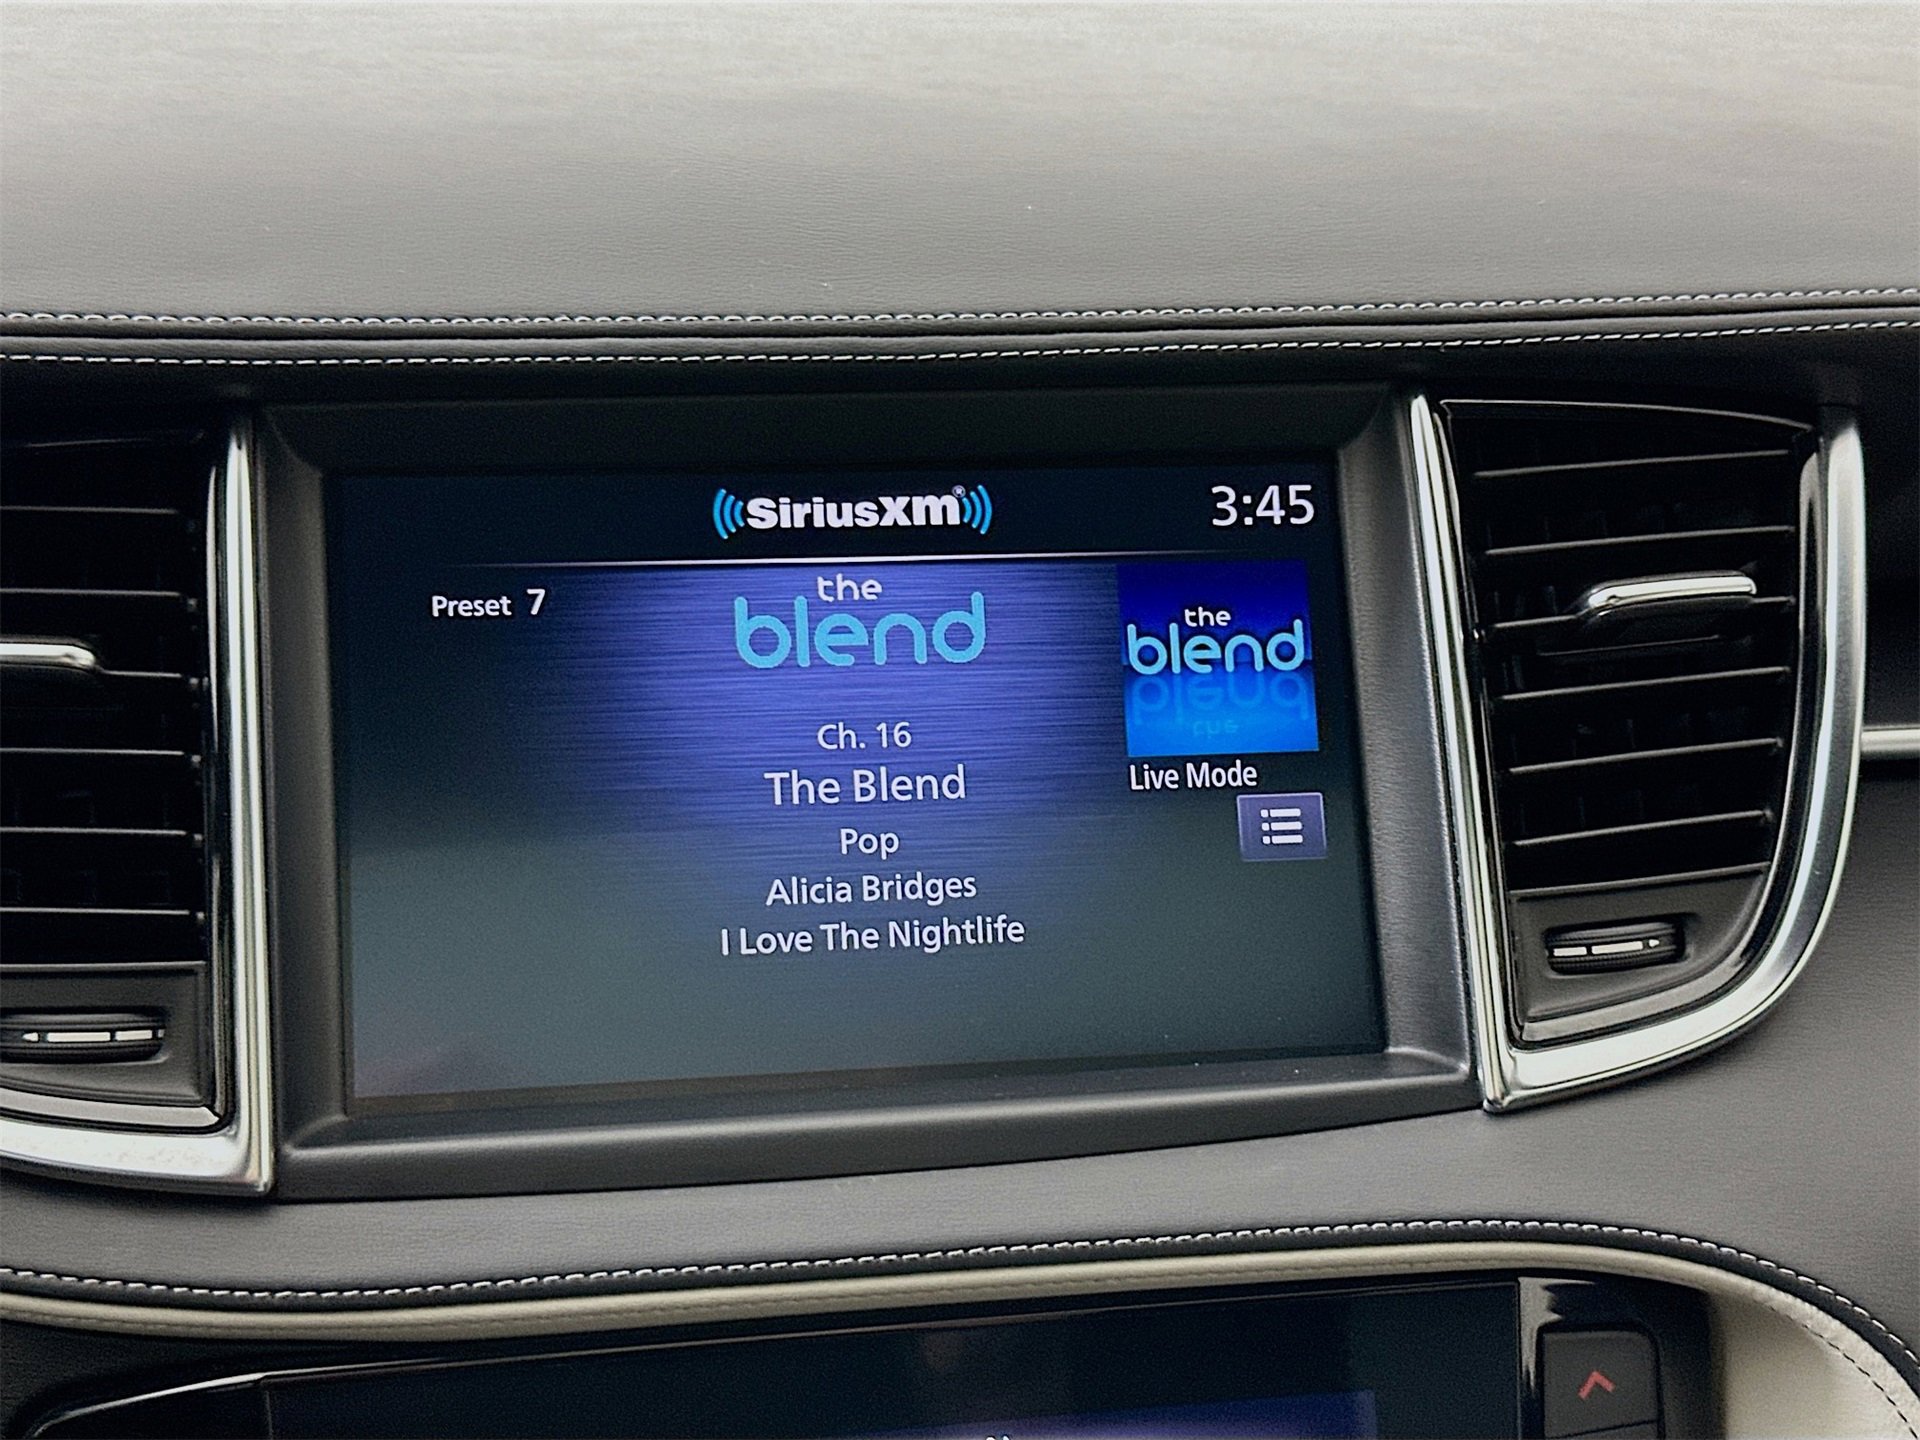 SiriusXM®
3:45
Preset 7
the
blend
the
blend
Ch. 16
The Blend
Live Mode
Pop
Alicia Bridges
I Love The Nightlife